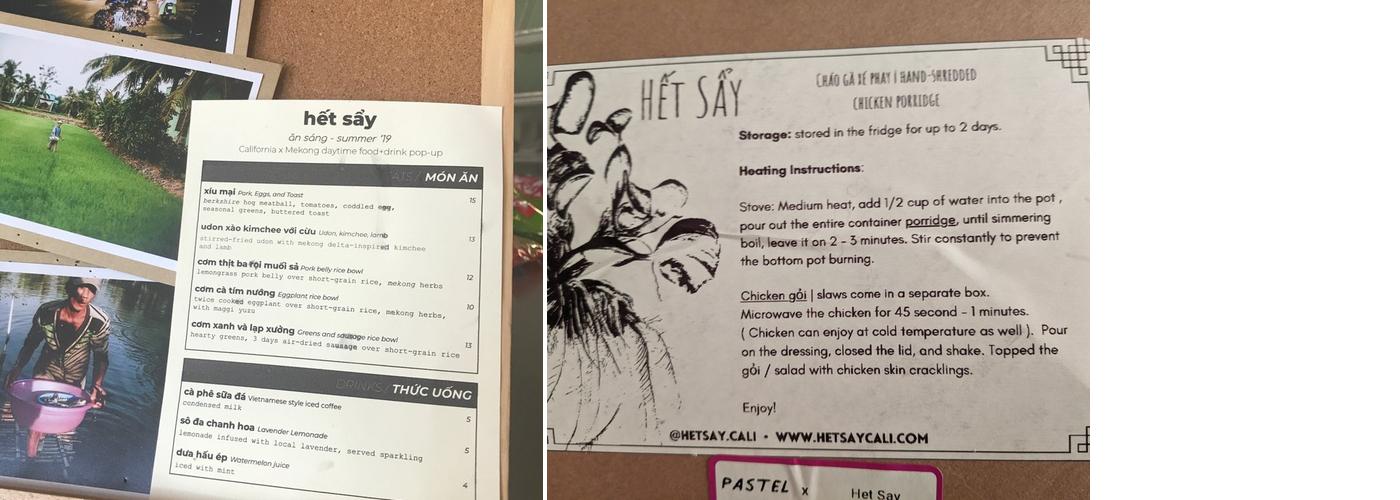 hết sẩy
ăn sáng - summer '19
California x Mekong daytime food+drink pop-up
EATS / MÓN ĂN
xíu mại Pork, Eggs, and Toast 15
berkshire hog meatball, tomatoes, coddled egg,
seasonal greens, buttered toast
udon xào kimchee với cừu Udon, kimchee, lamb 13
stirred-fried udon with mekong delta-inspired kimchee
and lamb
cơm thịt ba rọi muối sả Pork belly rice bowl 12
lemongrass pork belly over short-grain rice, mekong herbs
cơm cà tím nướng Eggplant rice bowl 10
twice cooked eggplant over short-grain rice, mekong herbs,
with maggi yuzu
cơm xanh và lạp xưởng Greens and sausage rice bowl 13
hearty greens, 3 days air-dried sausage over short-grain rice
DRINKS / THỨC UỐNG
cà phê sữa đá Vietnamese style iced coffee 5
condensed milk
sô đa chanh hoa Lavender Lemonade 5
lemonade infused with local lavender, served sparkling
dưa hấu ép Watermelon juice 4
iced with mint
HẾT SẨY
CHÁO GÀ XÉ PHAY | HAND-SHREDDED
CHICKEN PORRIDGE
Storage: stored in the fridge for up to 2 days.
Heating Instructions:
Stove: Medium heat, add 1/2 cup of water into the pot ,
pour out the entire container porridge, until simmering
boil, leave it on 2 - 3 minutes. Stir constantly to prevent
the bottom pot burning.
Chicken gỏi | slaws come in a separate box.
Microwave the chicken for 45 second - 1 minutes.
( Chicken can enjoy at cold temperature as well ). Pour
on the dressing, closed the lid, and shake. Topped the
gỏi / salad with chicken skin cracklings.
Enjoy!
@HETSAY.CALI • WWW.HETSAYCALI.COM
PASTEL x Het Say